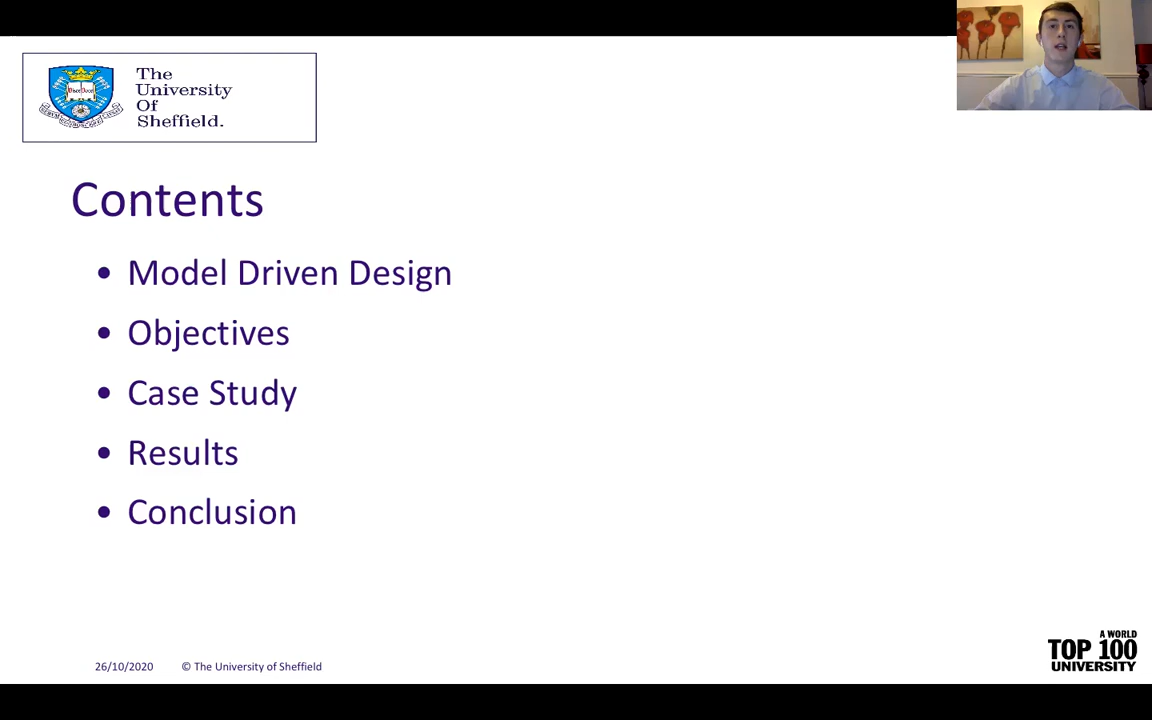 The
University
Of
Sheffield.
Contents
• Model Driven Design
• Objectives
• Case Study
• Results
• Conclusion
26/10/2020 © The University of Sheffield
A WORLD
TOP 100
UNIVERSITY